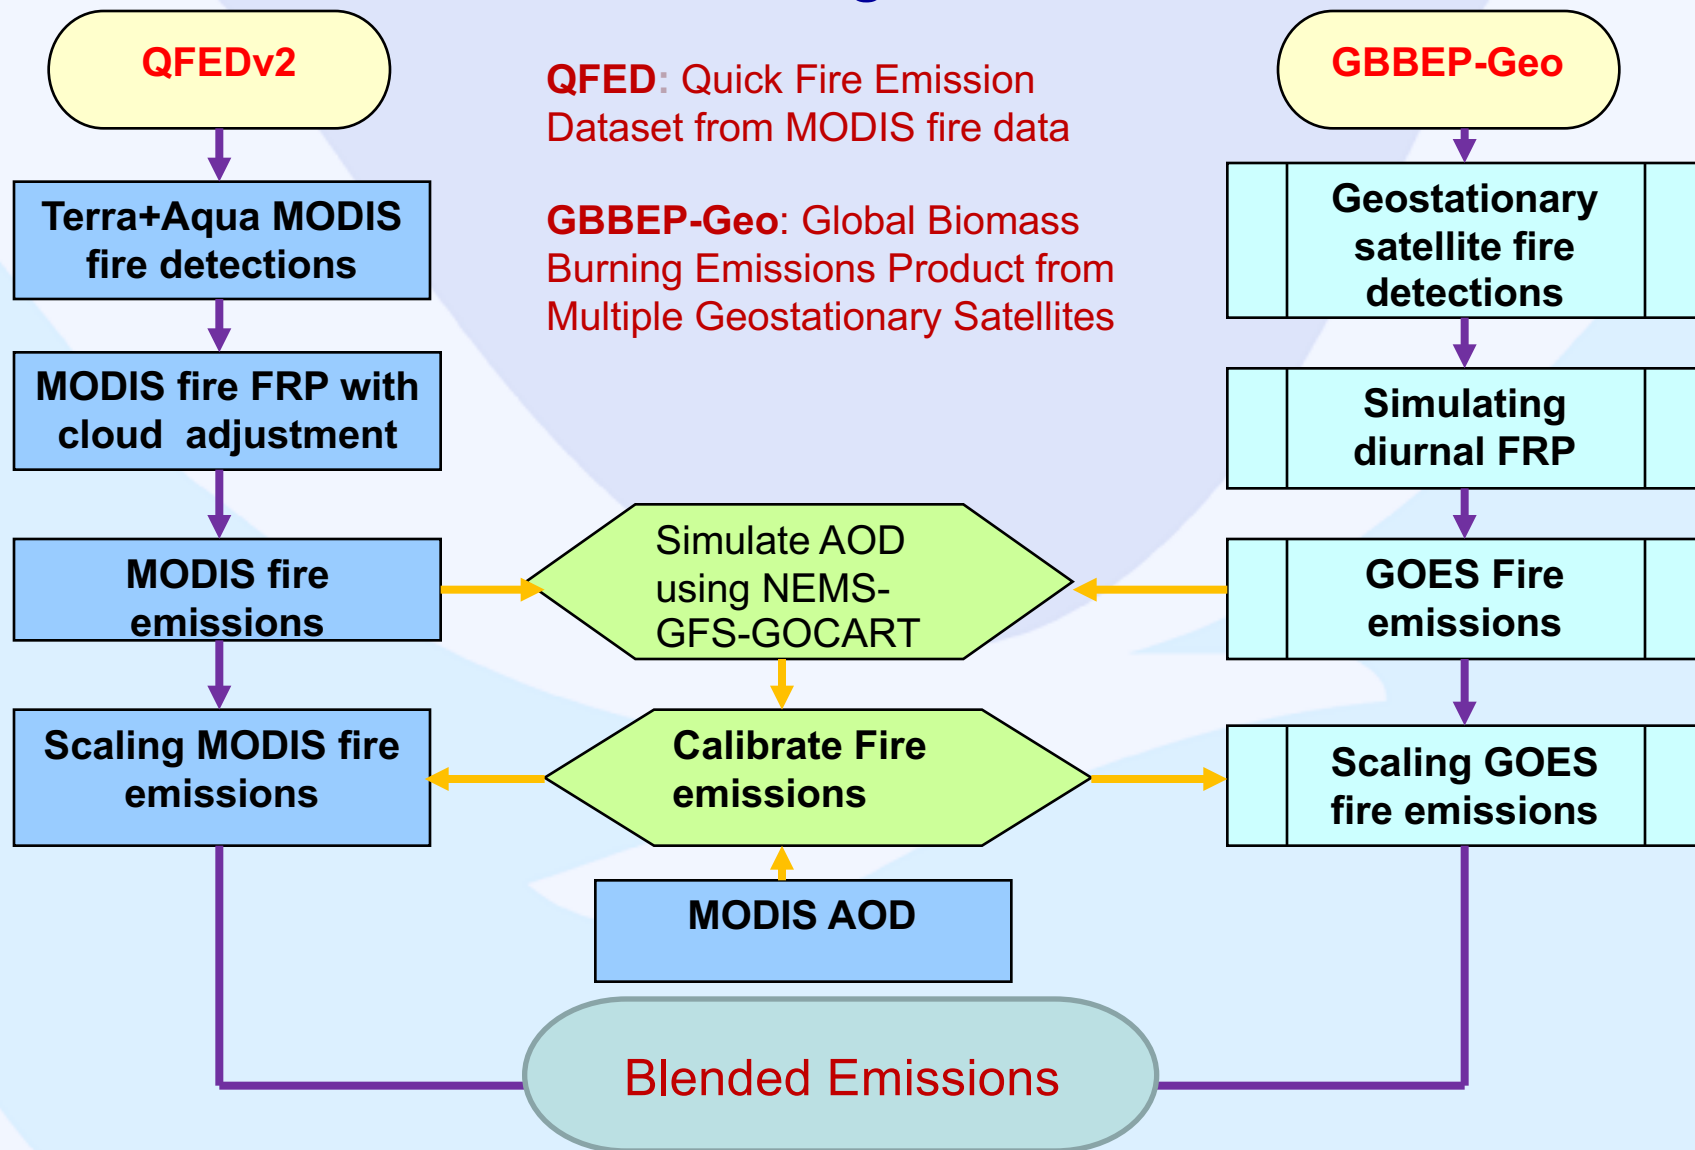 QFEDv2
QFED: Quick Fire Emission
Dataset from MODIS fire data
GBBEP-Geo: Global Biomass
Burning Emissions Product from
Multiple Geostationary Satellites
GBBEP-Geo
Terra+Aqua MODIS
fire detections
MODIS fire FRP with
cloud adjustment
MODIS fire
emissions
Scaling MODIS fire
emissions
Simulate AOD
using NEMS-
GFS-GOCART
Calibrate Fire
emissions
MODIS AOD
Geostationary
satellite fire
detections
Simulating
diurnal FRP
GOES Fire
emissions
Scaling GOES
fire emissions
Blended Emissions